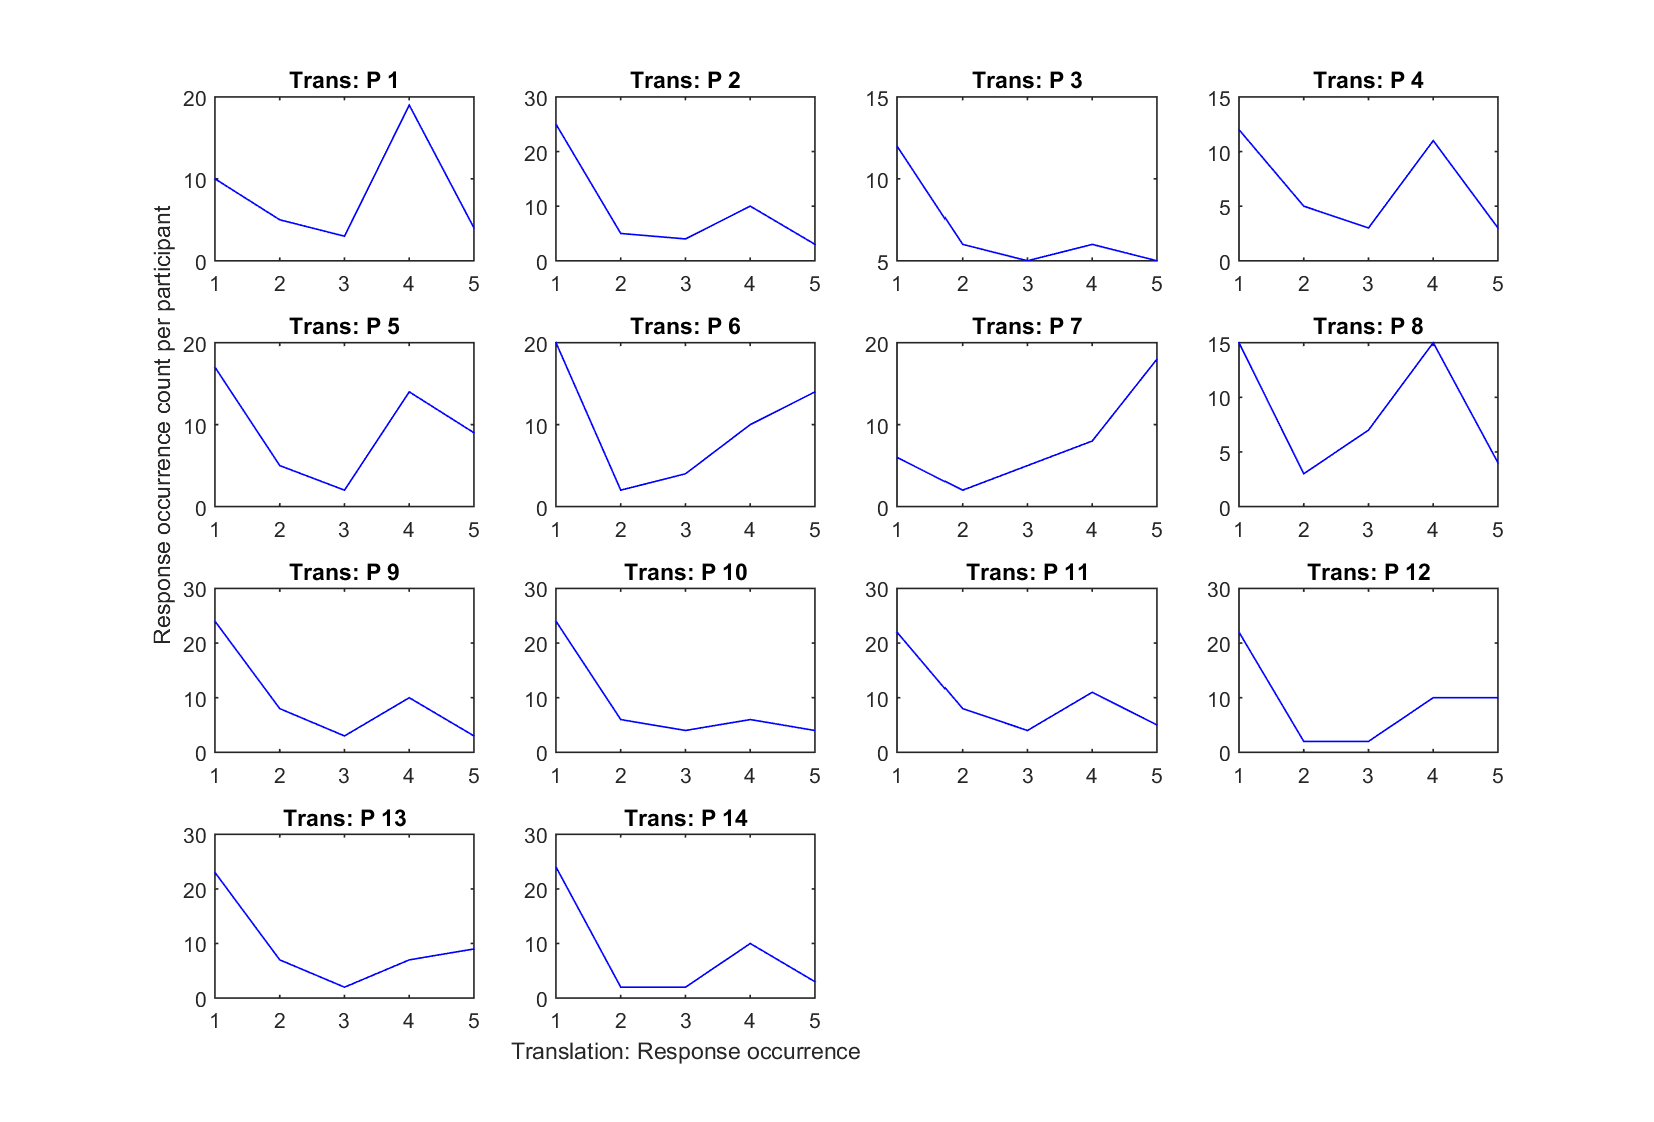 Trans: P 1
Trans: P 2
Trans: P 3
Trans: P 4
20
10
0
1 2 3 4 5
30
20
10
0
1 2 3 4 5
15
10
5
1 2 3 4 5
15
10
5
0
1 2 3 4 5
Response occurrence count per participant
Trans: P 5
Trans: P 6
Trans: P 7
Trans: P 8
20
10
0
1 2 3 4 5
20
10
0
1 2 3 4 5
20
10
0
1 2 3 4 5
15
10
5
0
1 2 3 4 5
Trans: P 9
Trans: P 10
Trans: P 11
Trans: P 12
30
20
10
0
1 2 3 4 5
30
20
10
0
1 2 3 4 5
30
20
10
0
1 2 3 4 5
30
20
10
0
1 2 3 4 5
Trans: P 13
Trans: P 14
30
20
10
0
1 2 3 4 5
30
20
10
0
1 2 3 4 5
Translation: Response occurrence